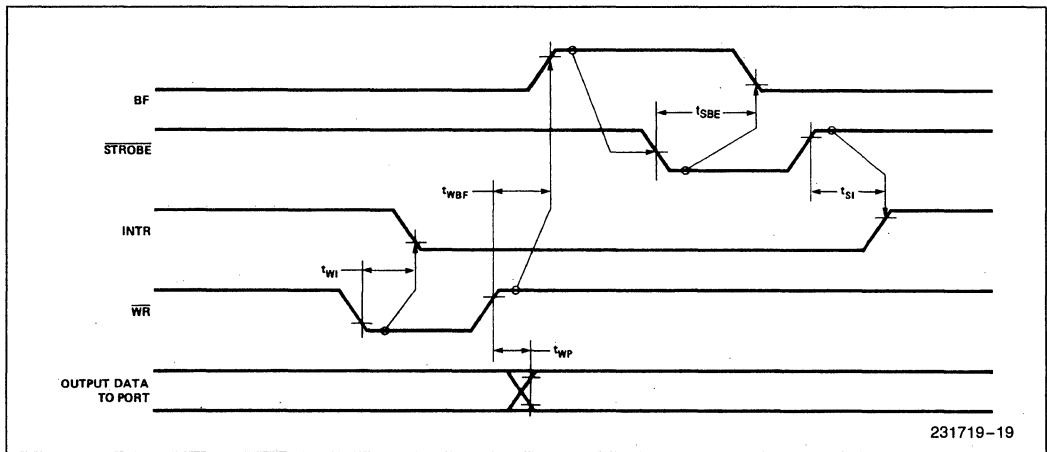 BF
t_SBE
STROBE
t_WBF
t_SI
INTR
t_WI
WR
t_WP
OUTPUT DATA
TO PORT
231719–19